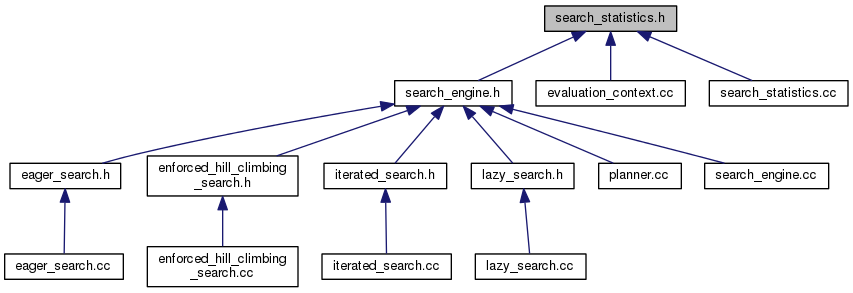 search_statistics.h
search_engine.h
evaluation_context.cc
search_statistics.cc
eager_search.h
enforced_hill_climbing
_search.h
iterated_search.h
lazy_search.h
planner.cc
search_engine.cc
eager_search.cc
enforced_hill_climbing
_search.cc
iterated_search.cc
lazy_search.cc